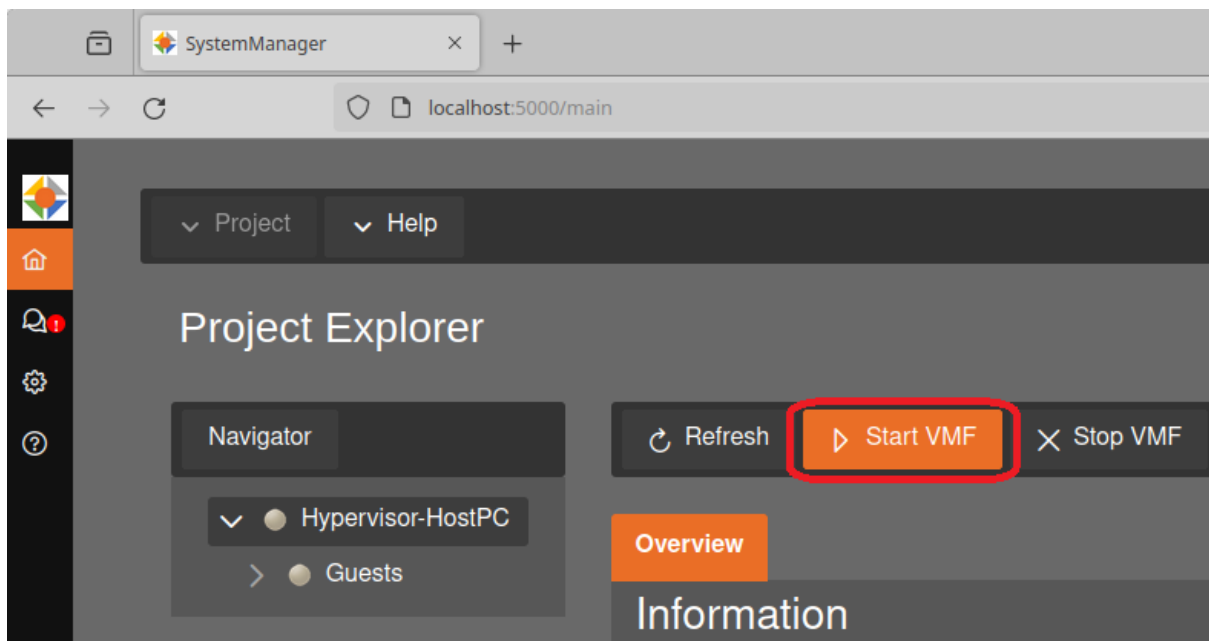 SystemManager
localhost:5000/main
Project Help
Project Explorer
Navigator
Refresh Start VMF Stop VMF
Hypervisor-HostPC
Overview
Guests
Information